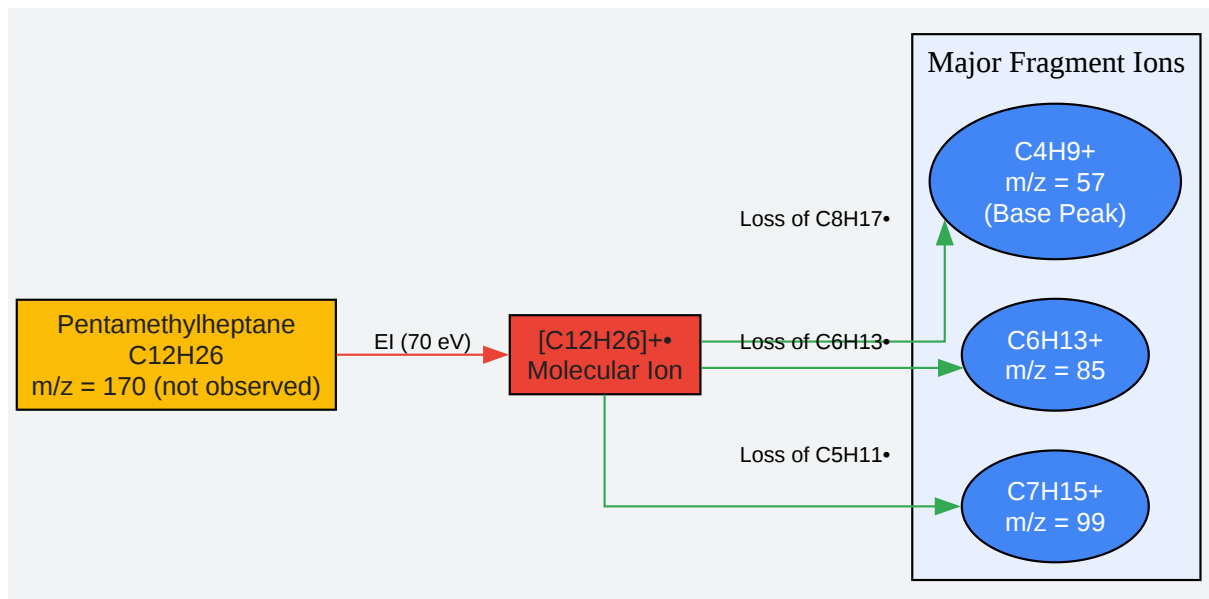 Major Fragment Ions
C4H9+
m/z = 57
(Base Peak)
Loss of C8H17•
Pentamethylheptane
C12H26
m/z = 170 (not observed)
EI (70 eV)
[C12H26]+•
Molecular Ion
Loss of C6H13•
C6H13+
m/z = 85
Loss of C5H11•
C7H15+
m/z = 99